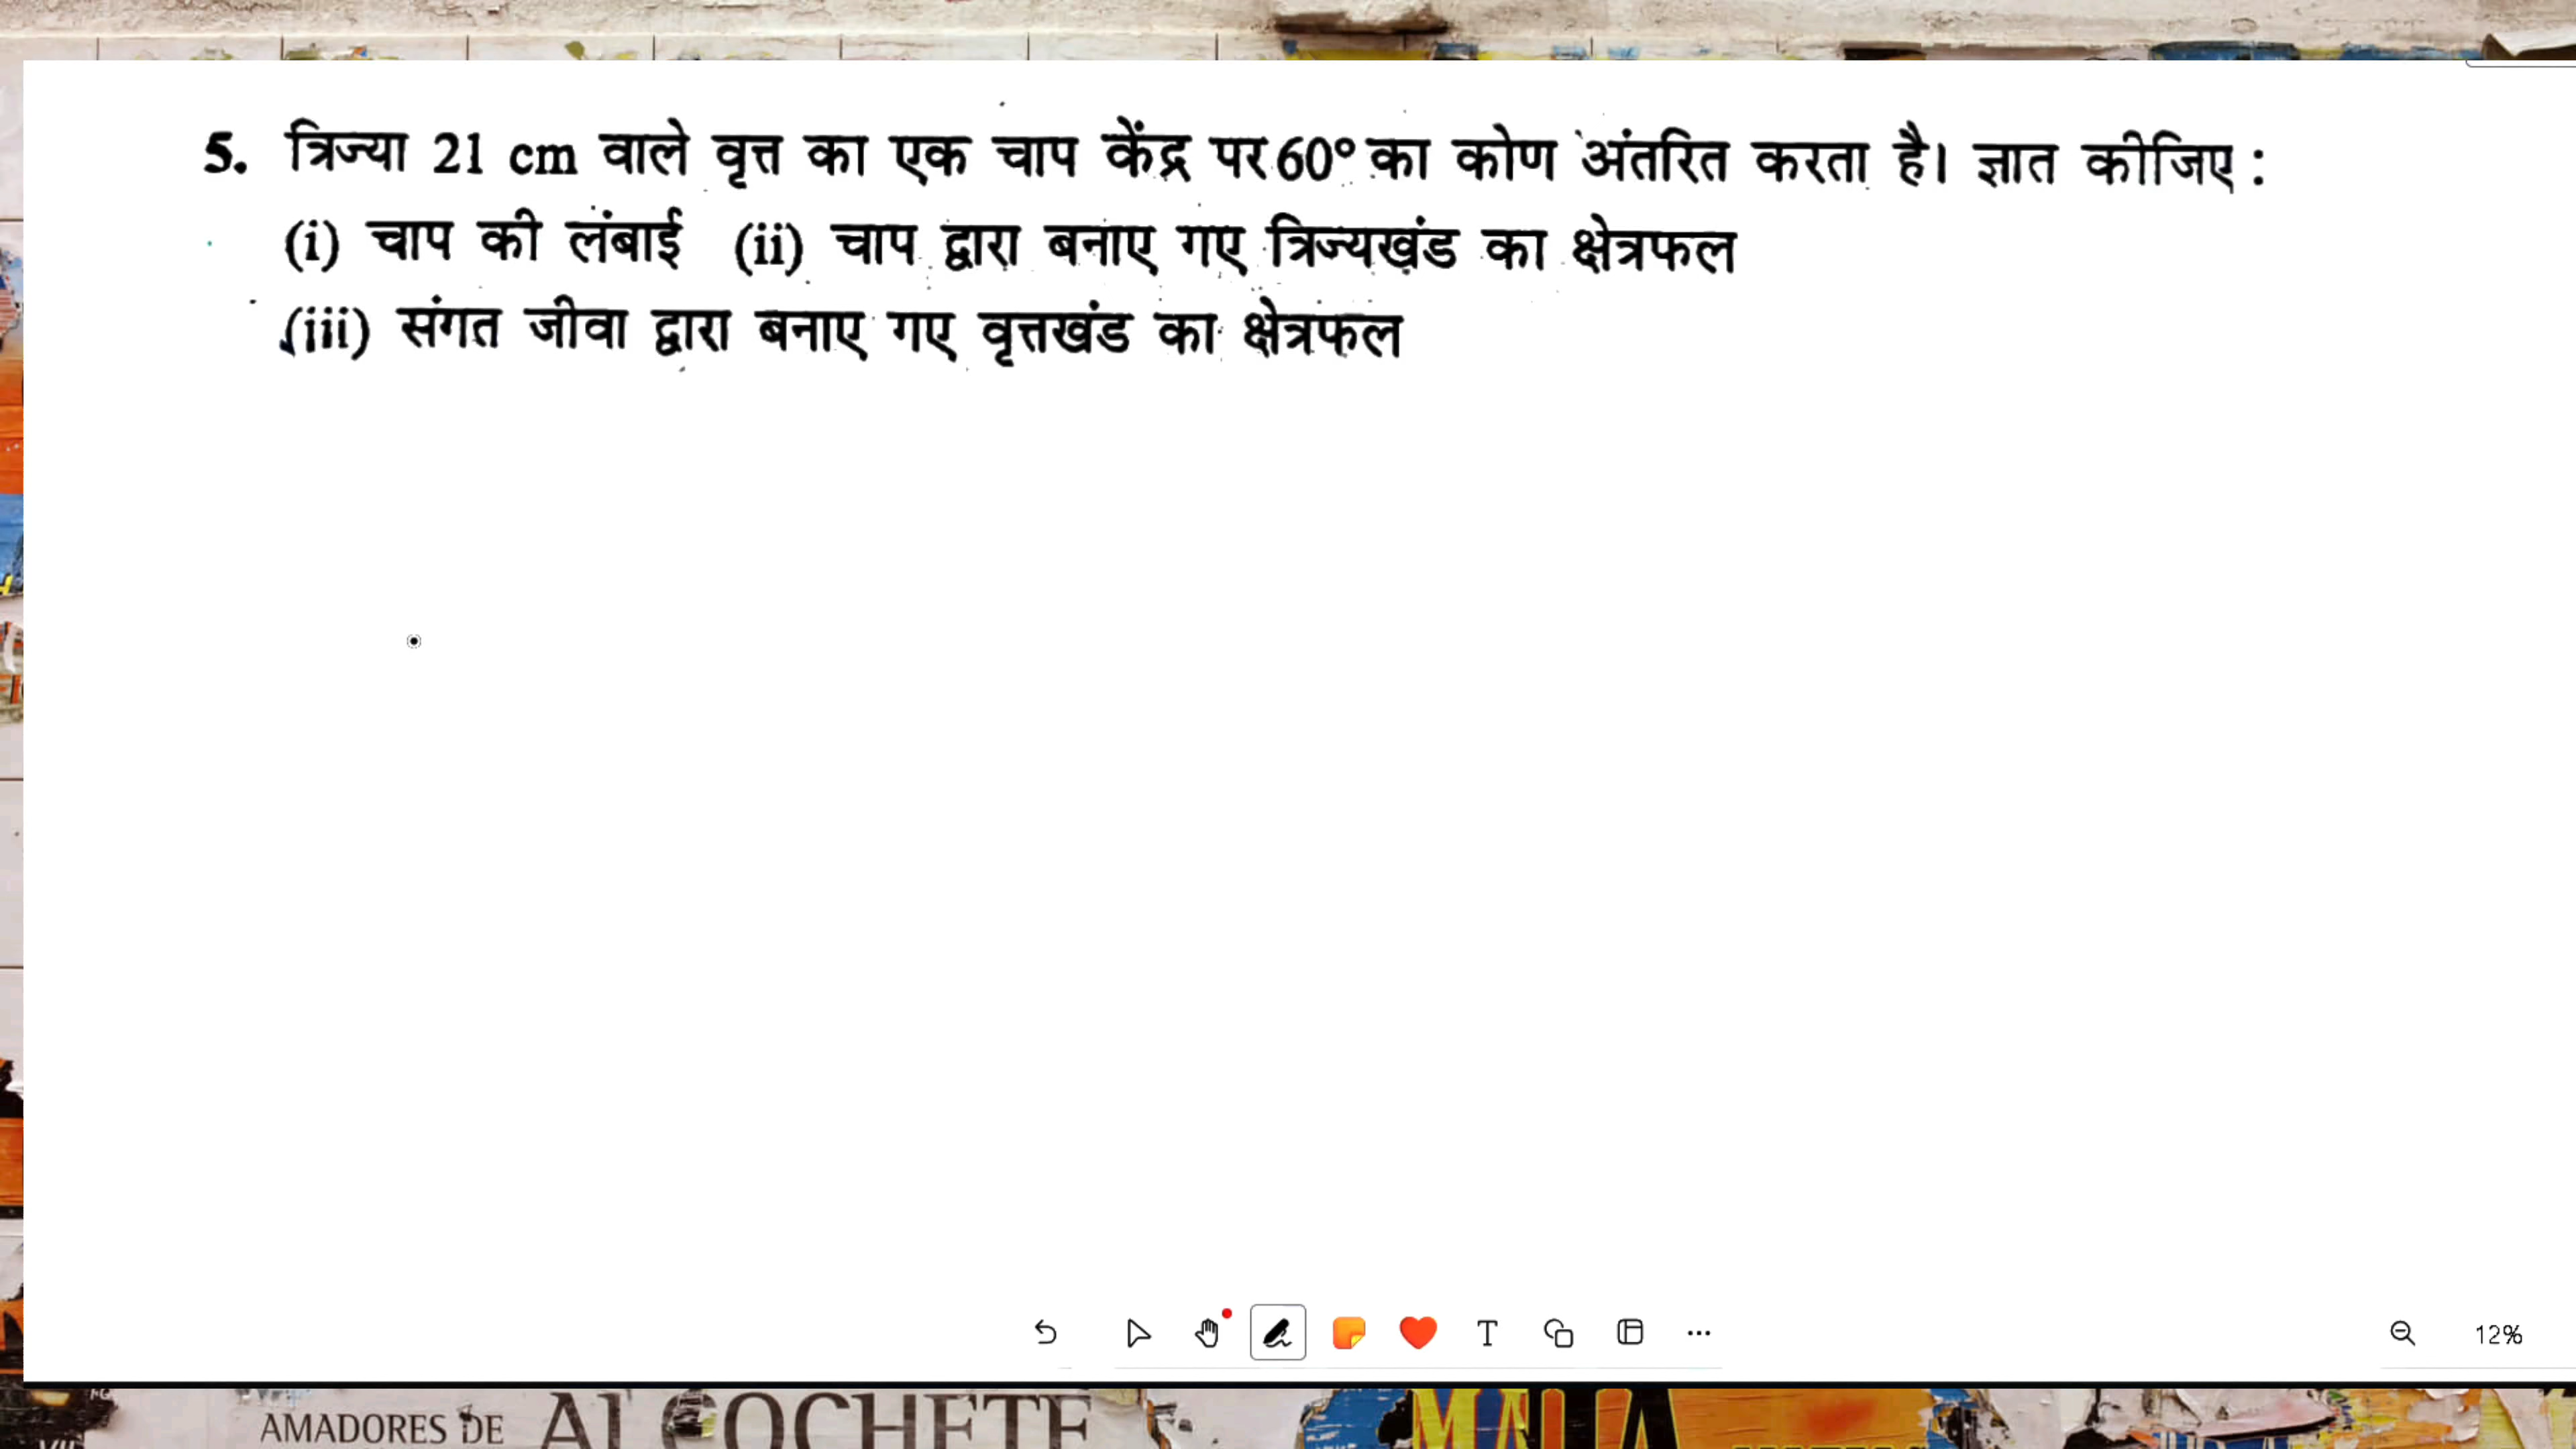 5. त्रिज्या 21 cm वाले वृत्त का एक चाप केंद्र पर 60° का कोण अंतरित करता है। ज्ञात कीजिए :
(i) चाप की लंबाई (ii) चाप द्वारा बनाए गए त्रिज्यखंड का क्षेत्रफल
(iii) संगत जीवा द्वारा बनाए गए वृत्तखंड का क्षेत्रफल
T
12%
AMADORES DE ALCOCHETE